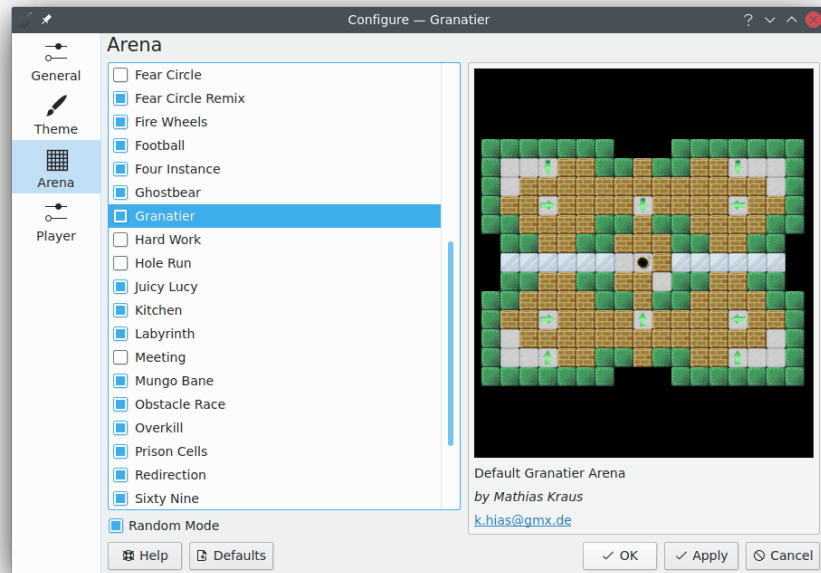 Configure — Granatier
General
Theme
Arena
Player
Arena
Fear Circle
Fear Circle Remix
Fire Wheels
Football
Four Instance
Ghostbear
Granatier
Hard Work
Hole Run
Juicy Lucy
Kitchen
Labyrinth
Meeting
Mungo Bane
Obstacle Race
Overkill
Prison Cells
Redirection
Sixty Nine
Random Mode
Default Granatier Arena
by Mathias Kraus
k.hias@gmx.de
Help
Defaults
OK
Apply
Cancel